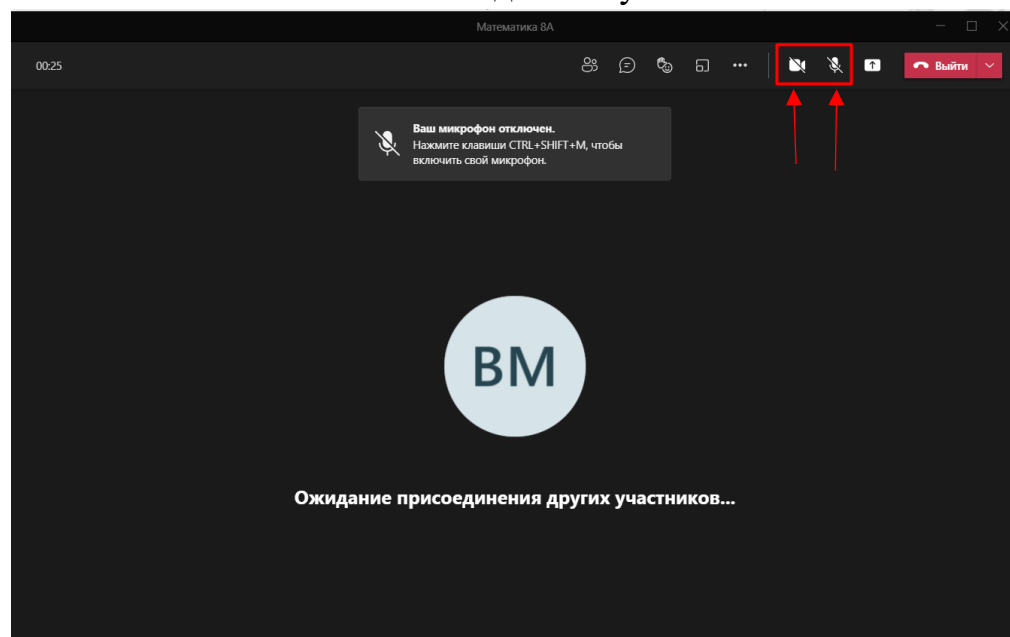 Математика 8А
00:25
Выйти
Ваш микрофон отключен.
Нажмите клавиши CTRL+SHIFT+M, чтобы
включить свой микрофон.
ВМ
Ожидание присоединения других участников...